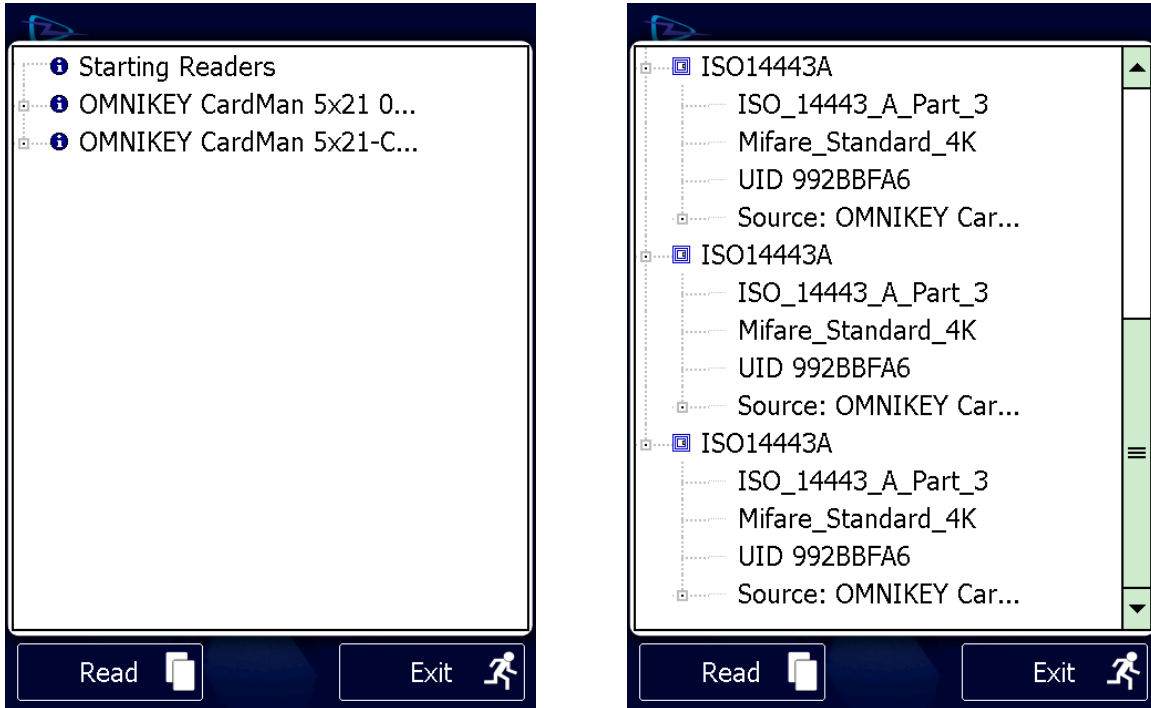 Starting Readers
OMNIKEY CardMan 5x21 0...
OMNIKEY CardMan 5x21-C...
Read
Exit
ISO14443A
ISO_14443_A_Part_3
Mifare_Standard_4K
UID 992BBFA6
Source: OMNIKEY Car...
ISO14443A
ISO_14443_A_Part_3
Mifare_Standard_4K
UID 992BBFA6
Source: OMNIKEY Car...
ISO14443A
ISO_14443_A_Part_3
Mifare_Standard_4K
UID 992BBFA6
Source: OMNIKEY Car...
Read
Exit